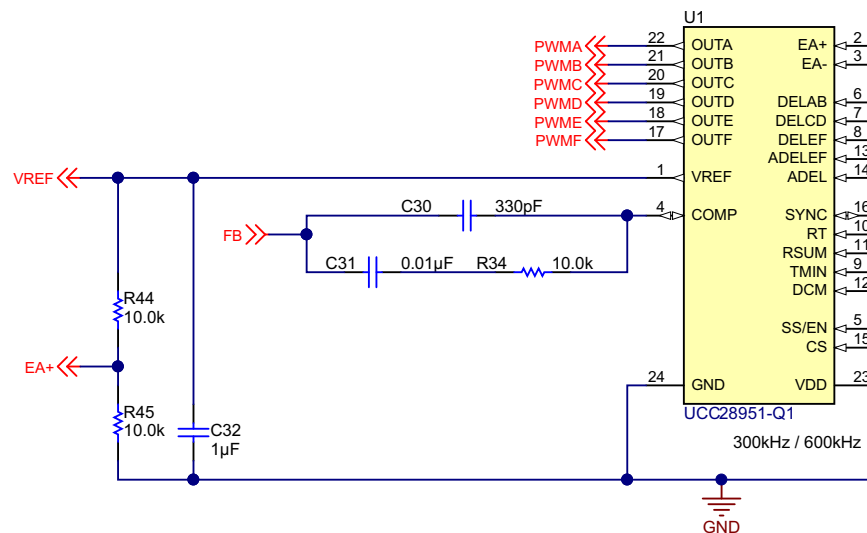 U1
PWMA 22 OUTA EA+ 2
PWMB 21 OUTB EA- 3
PWMC 20 OUTC
PWMD 19 OUTD DELAB 6
PWME 18 OUTE DELCD 7
PWMF 17 OUTF DELEF 8
ADELEF 13
VREF 1 VREF ADEL 14
C30 330pF 4 COMP SYNC 16
FB RT 10
C31 0.01µF R34 10.0k RSUM 11
TMIN 9
DCM 12
R44
10.0k
SS/EN 5
CS 15
EA+
24 GND VDD 23
R45
10.0k
UCC28951-Q1
C32
1µF
300kHz / 600kHz
GND